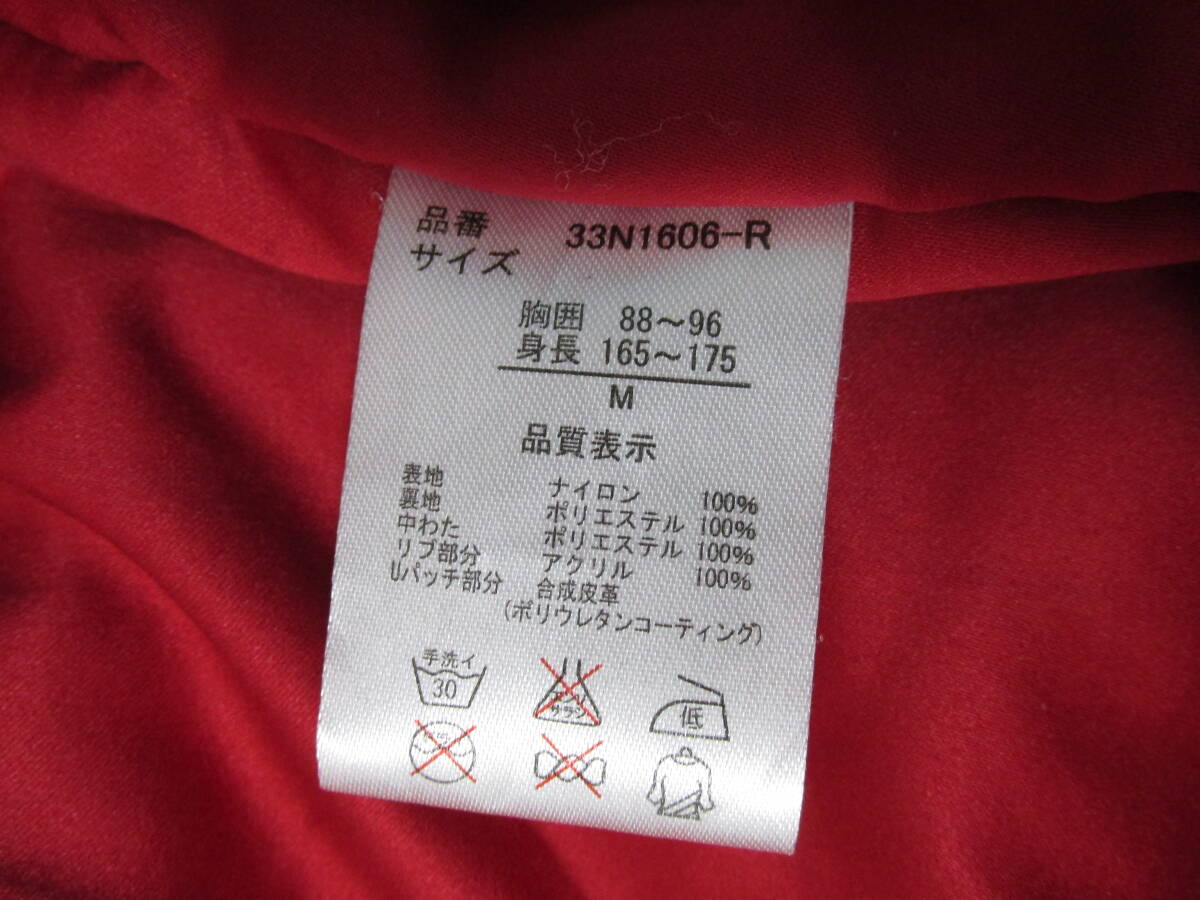 品番 33N1606-R
サイズ
胸囲 88～96
身長 165～175
M
品質表示
表地 ナイロン 100%
裏地 ポリエステル 100%
中わた ポリエステル 100%
リブ部分 アクリル 100%
Uパッチ部分 合成皮革
(ポリウレタンコーティング)
手洗イ
30
サラシ
低